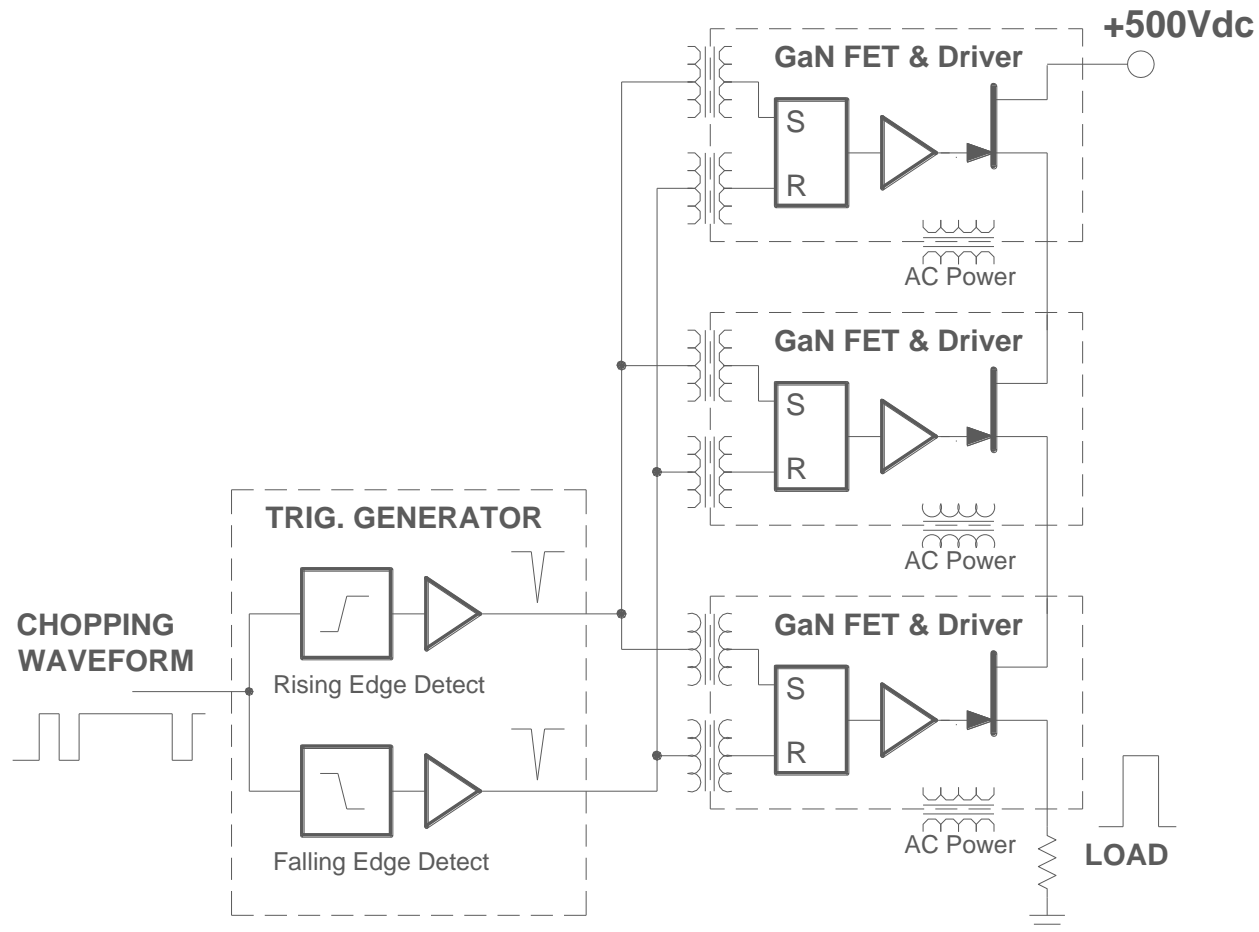 +500Vdc
GaN FET & Driver
S
R
AC Power
GaN FET & Driver
S
R
AC Power
TRIG. GENERATOR
CHOPPING
WAVEFORM
Rising Edge Detect
Falling Edge Detect
GaN FET & Driver
S
R
AC Power
LOAD